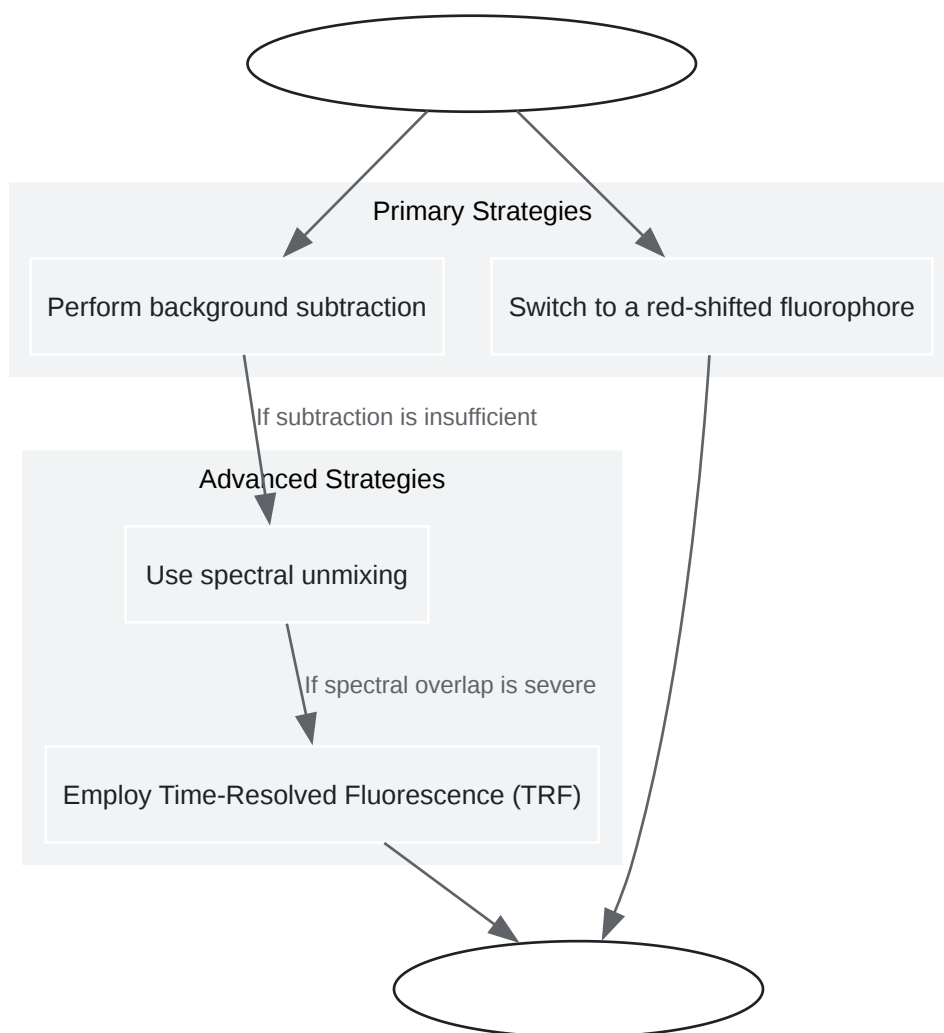 Primary Strategies
Perform background subtraction
Switch to a red-shifted fluorophore
If subtraction is insufficient
Advanced Strategies
Use spectral unmixing
If spectral overlap is severe
Employ Time-Resolved Fluorescence (TRF)